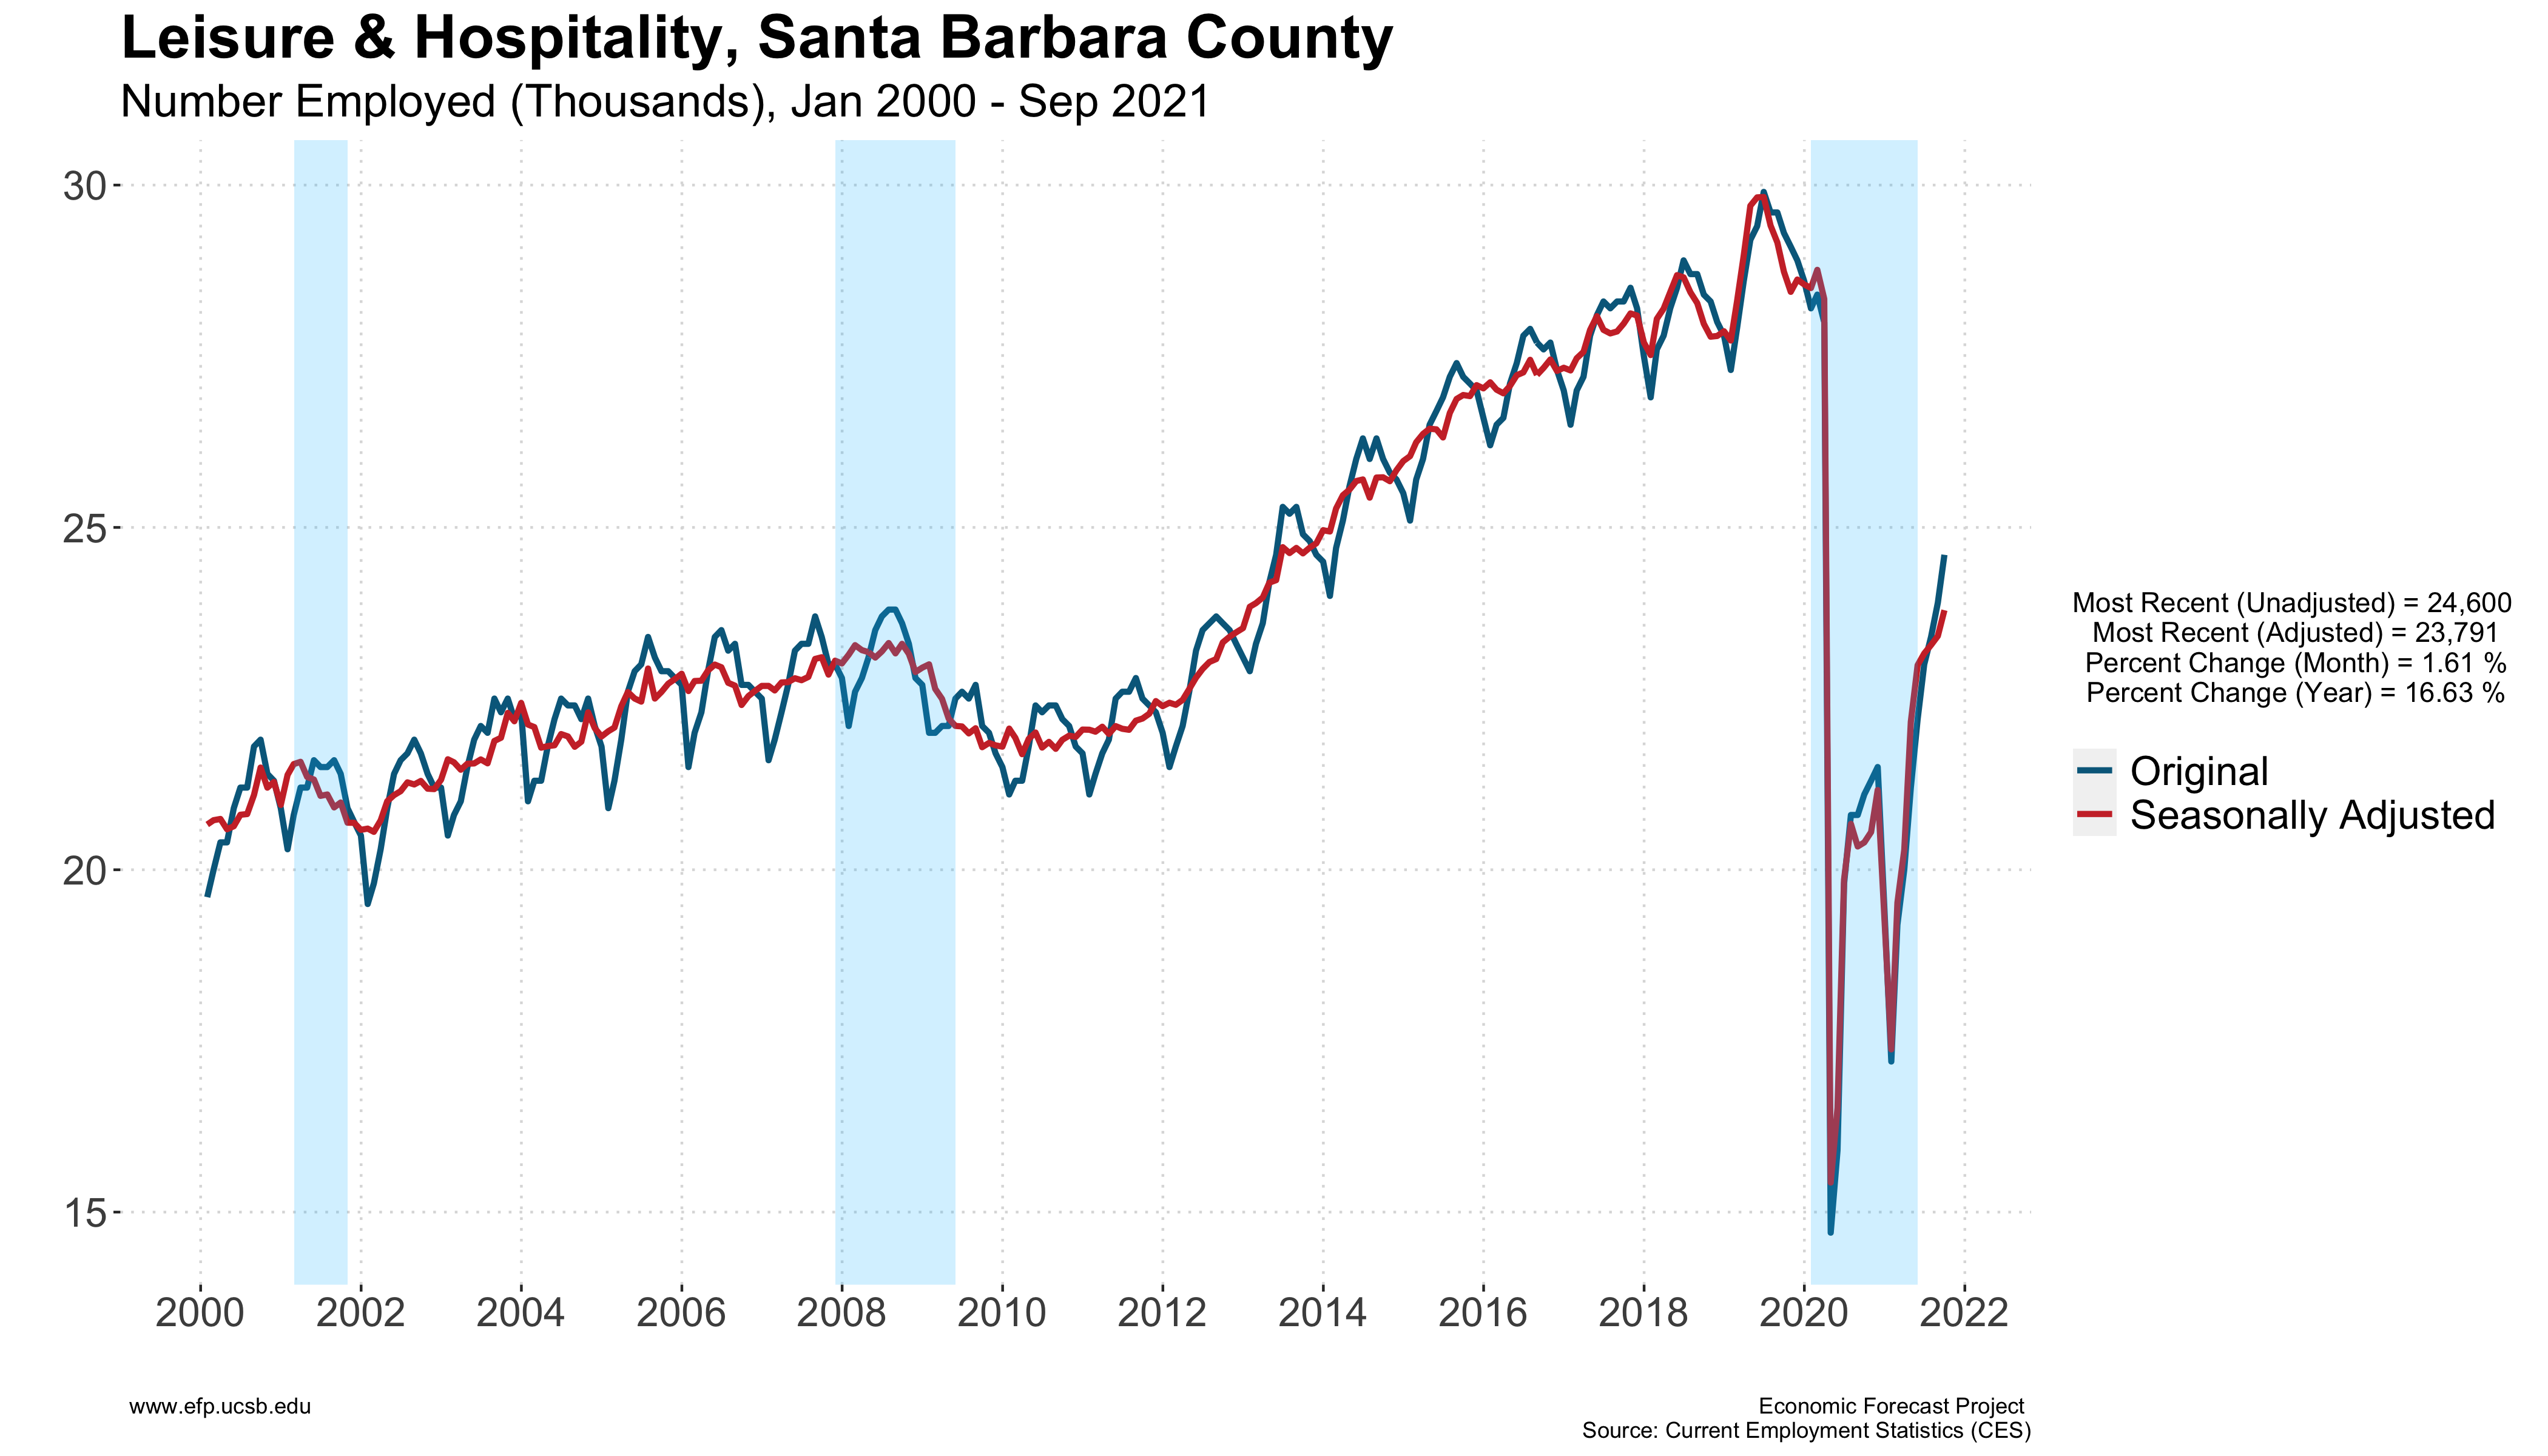 Leisure & Hospitality, Santa Barbara County
Number Employed (Thousands), Jan 2000 - Sep 2021
30
25
20
15
2000 2002 2004 2006 2008 2010 2012 2014 2016 2018 2020 2022
Most Recent (Unadjusted) = 24,600
Most Recent (Adjusted) = 23,791
Percent Change (Month) = 1.61 %
Percent Change (Year) = 16.63 %
Original
Seasonally Adjusted
www.efp.ucsb.edu
Economic Forecast Project
Source: Current Employment Statistics (CES)